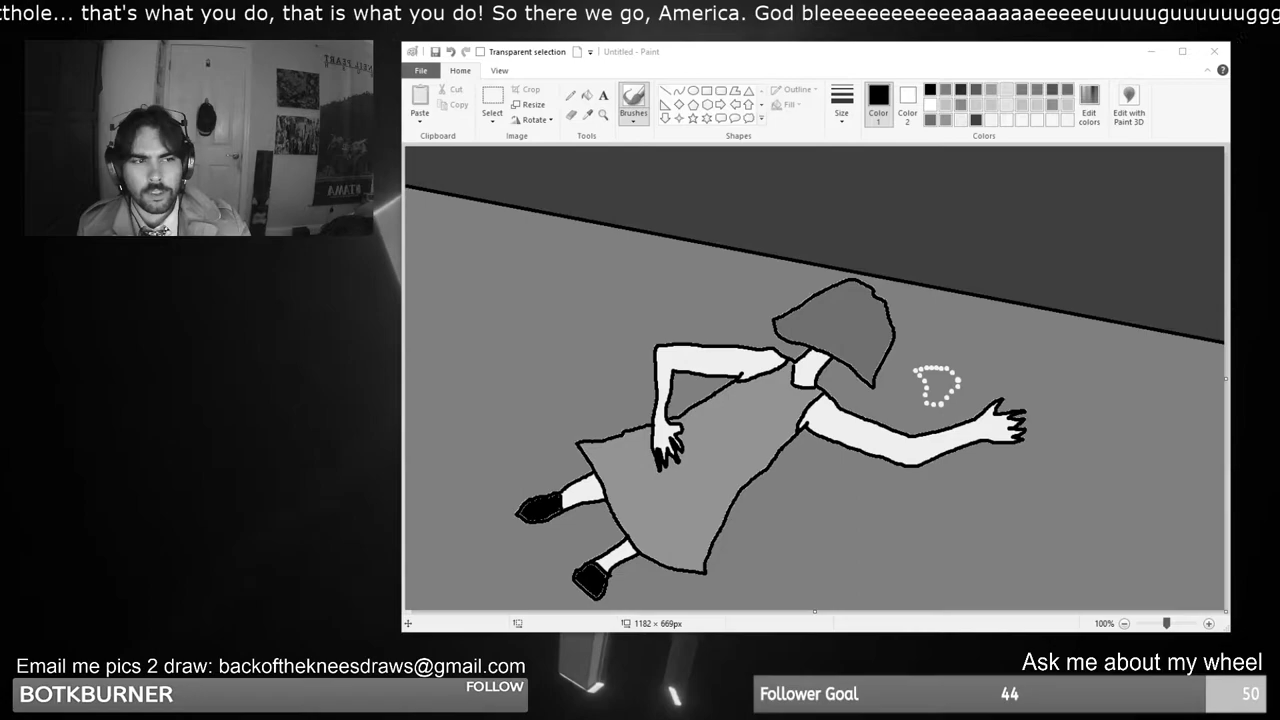 tthole... that's what you do, that is what you do! So there we go, America. God bleeeeeeeeeeeaaaaaaeeeeeuuuuuguuuuuuggg
Transparent selection Untitled - Paint
File Home View
Paste Cut Copy Select Crop Resize Rotate A Brushes Outline Fill Size Color 1 Color 2 Edit colors Edit with Paint 3D
Clipboard Image Tools Shapes Colors
1182 × 669px 100%
Email me pics 2 draw: backofthekneesdraws@gmail.com
Ask me about my wheel
BOTKBURNER FOLLOW
Follower Goal 44 50